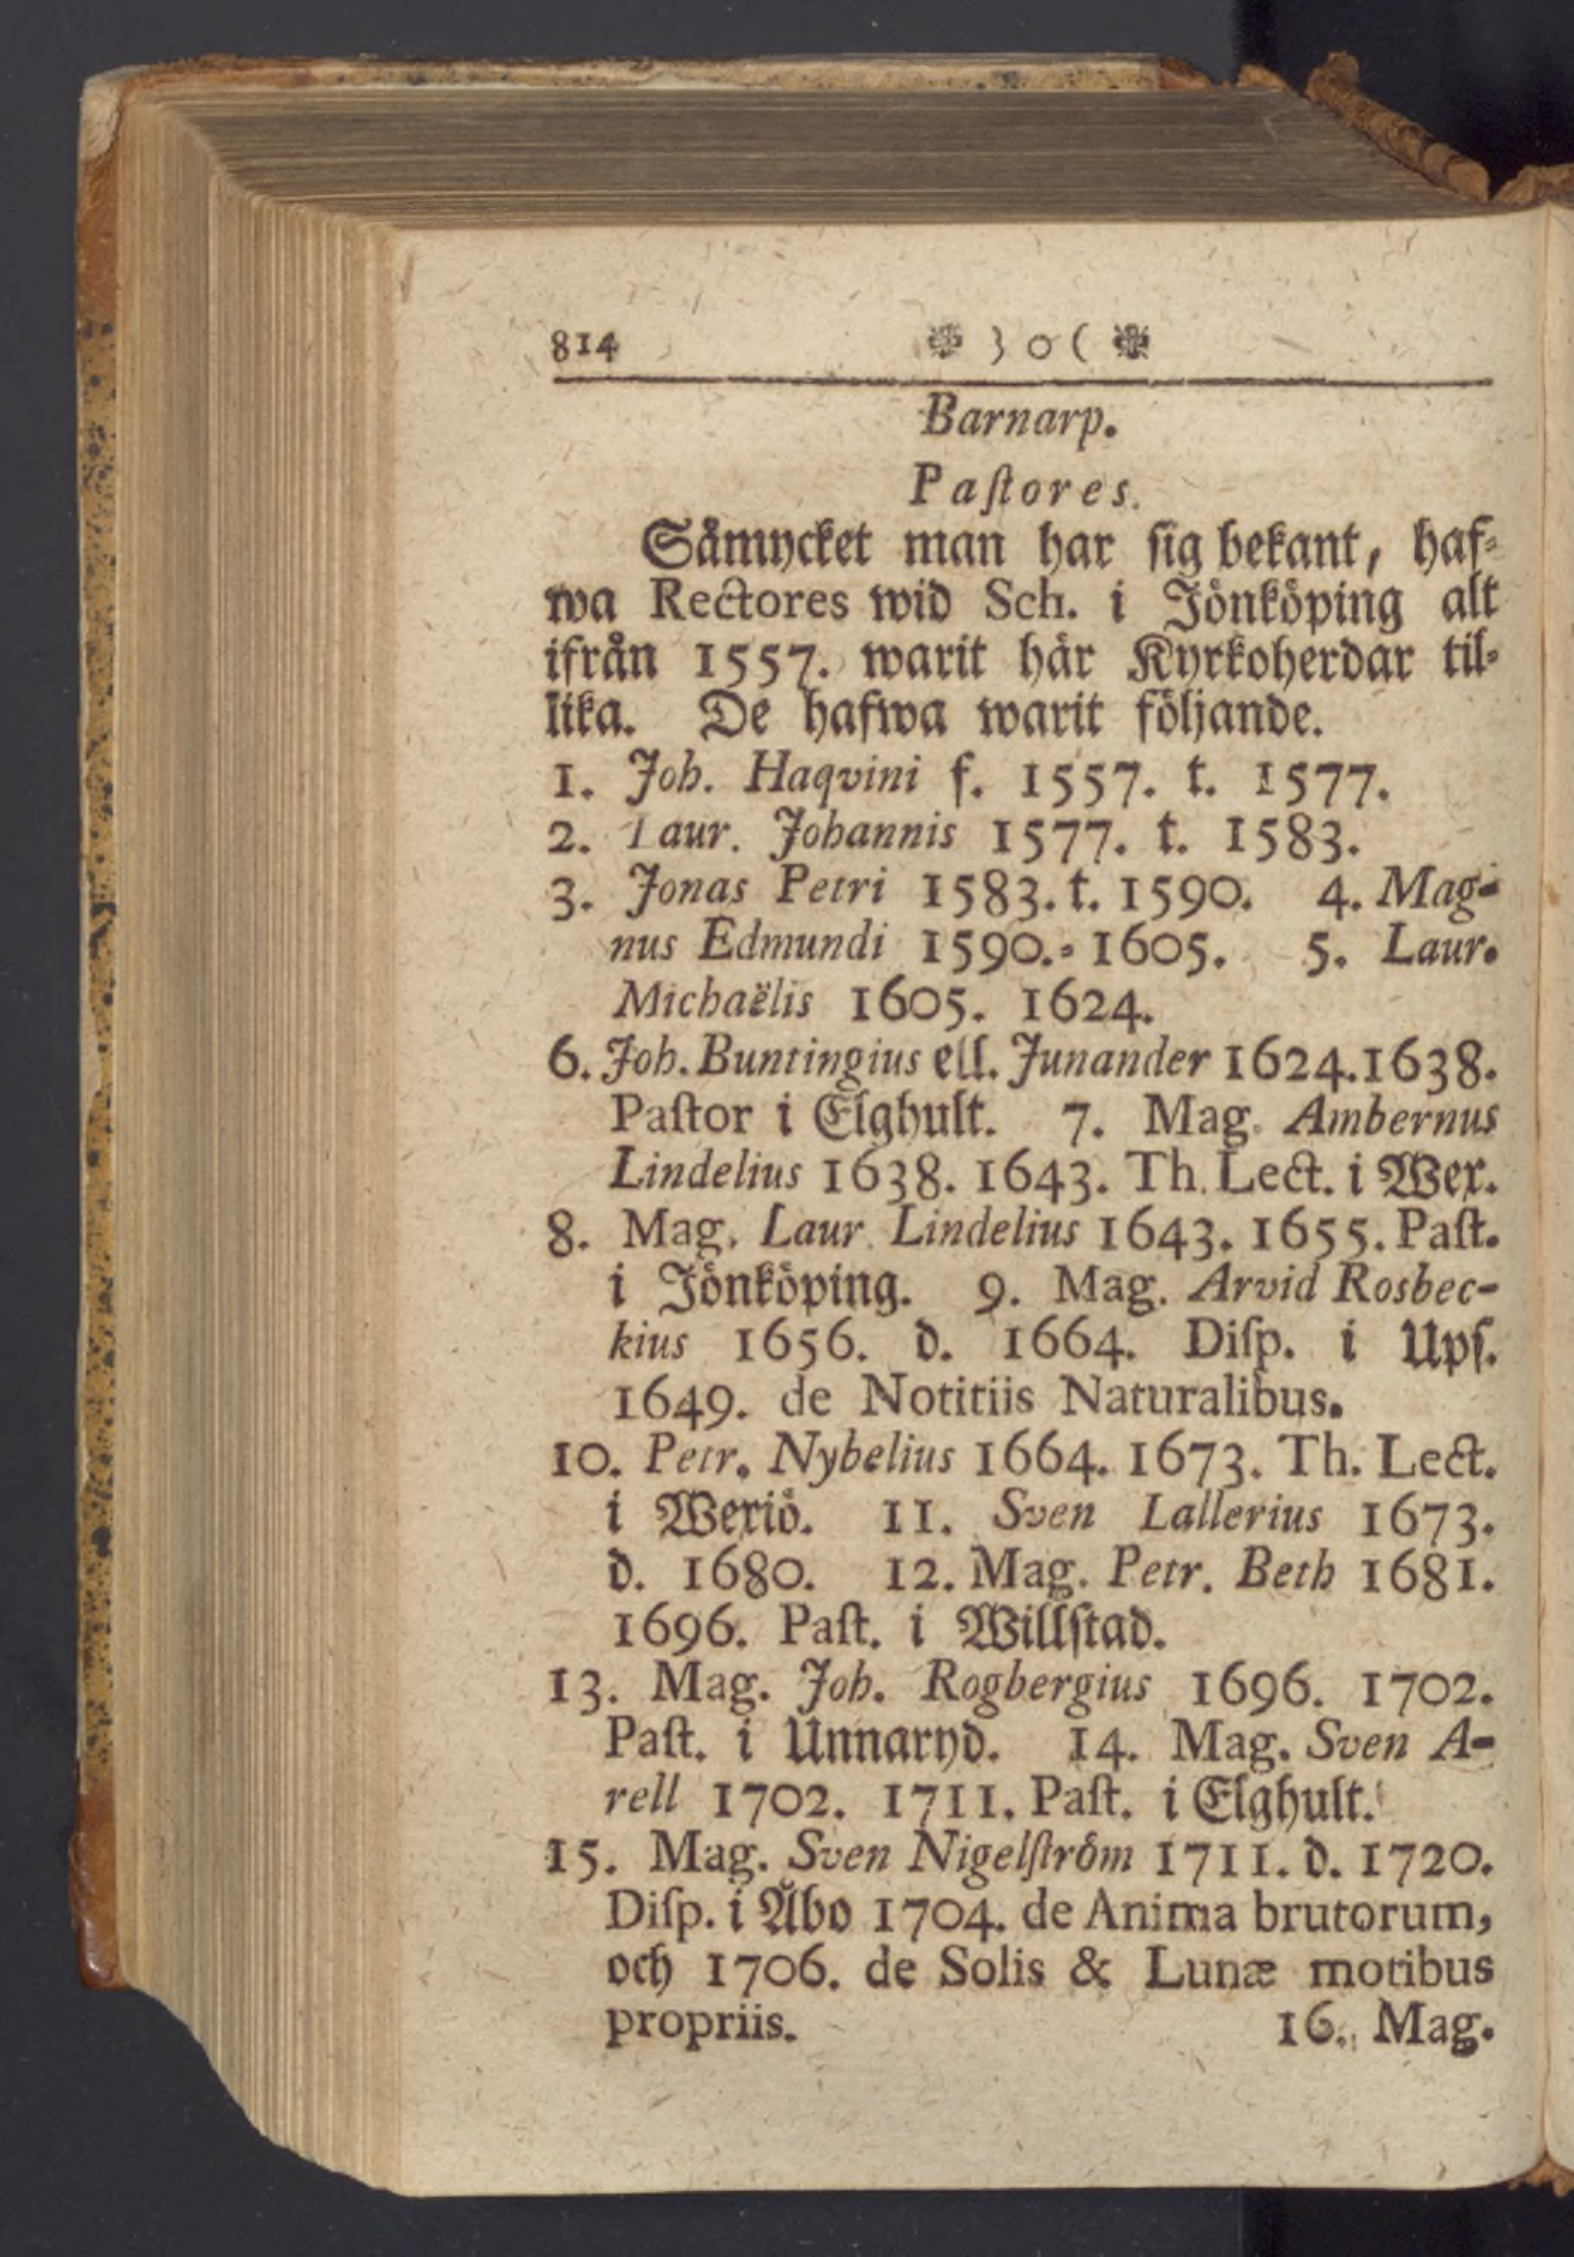 814 ❉ ) o ( ❉
Barnarp.
Paſtores.
Såmycket man har ſig bekant, haf-
wa Rectores wid Sch. i Jönköping alt
ifrån 1557. warit här Kyrkoherdar til-
lika. De hafwa warit följande.
1. Joh. Haqvini f. 1557. t. 1577.
2. Laur. Johannis 1577. t. 1583.
3. Jonas Petri 1583. t. 1590. 4. Mag-
nus Edmundi 1590.- 1605. 5. Laur.
Michaëlis 1605. 1624.
6. Joh. Buntingius ell. Junander 1624. 1638.
Paſtor i Elghult. 7. Mag. Ambernus
Lindelius 1638. 1643. Th. Lect. i Wex.
8. Mag. Laur. Lindelius 1643. 1655. Paſt.
i Jönköping. 9. Mag. Arvid Rosbec-
kius 1656. d. 1664. Diſp. i Upſ.
1649. de Notitiis Naturalibus.
10. Petr. Nybelius 1664. 1673. Th. Lect.
i Wexiö. 11. Sven Lallerius 1673.
d. 1680. 12. Mag. Petr. Beth 1681.
1696. Paſt. i Willſtad.
13. Mag. Joh. Rogbergius 1696. 1702.
Paſt. i Unnaryd. 14. Mag. Sven A-
rell 1702. 1711. Paſt. i Elghult.
15. Mag. Sven Nigelſtröm 1711. d. 1720.
Diſp. i Åbo 1704. de Anima brutorum,
och 1706. de Solis & Lunæ motibus
propriis. 16. Mag.